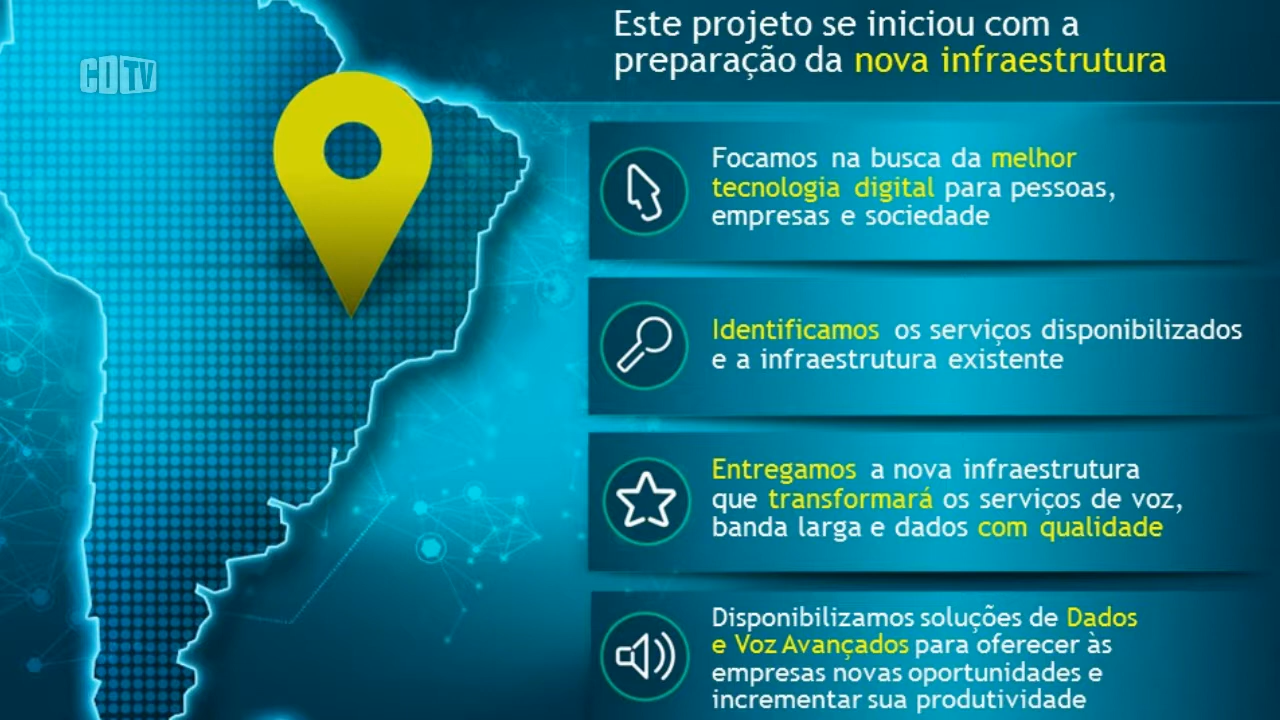 CDTV
Este projeto se iniciou com a
preparação da nova infraestrutura
Focamos na busca da melhor
tecnologia digital para pessoas,
empresas e sociedade
Identificamos os serviços disponibilizados
e a infraestrutura existente
Entregamos a nova infraestrutura
que transformará os serviços de voz,
banda larga e dados com qualidade
Disponibilizamos soluções de Dados
e Voz Avançados para oferecer às
empresas novas oportunidades e
incrementar sua produtividade